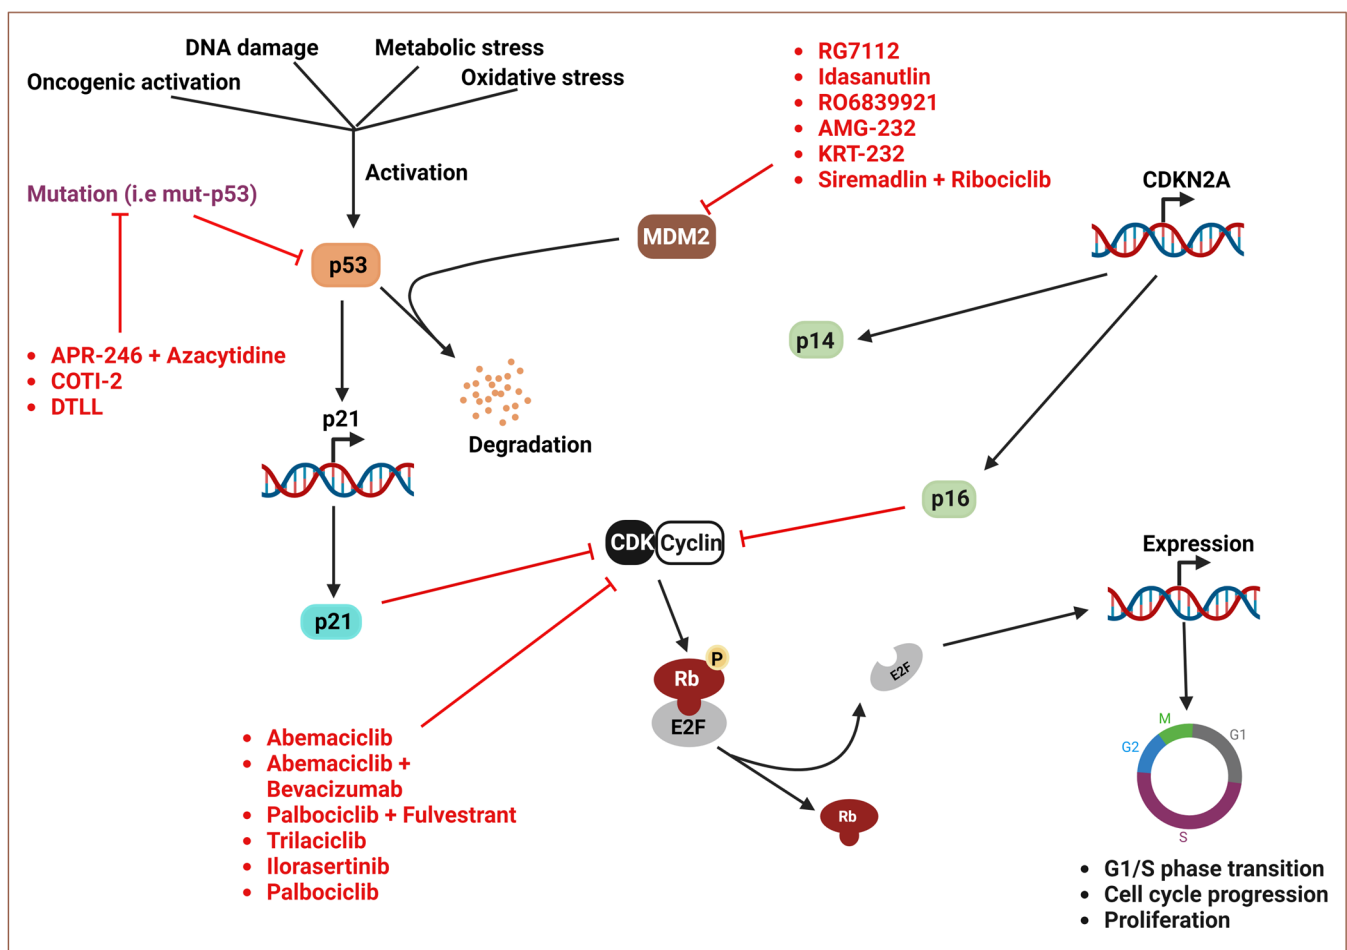 DNA damage
Metabolic stress
Oncogenic activation
Oxidative stress
Activation
Mutation (i.e mut-p53)
p53
• APR-246 + Azacytidine
• COTI-2
• DTLL
• RG7112
• Idasanutlin
• RO6839921
• AMG-232
• KRT-232
• Siremadlin + Ribociclib
MDM2
CDKN2A
p14
p16
Degradation
p21
p21
CDK
Cyclin
P
Rb
E2F
E2F
Rb
• Abemaciclib
• Abemaciclib +
Bevacizumab
• Palbociclib + Fulvestrant
• Trilaciclib
• Ilorasertinib
• Palbociclib
Expression
M
G1
G2
S
• G1/S phase transition
• Cell cycle progression
• Proliferation